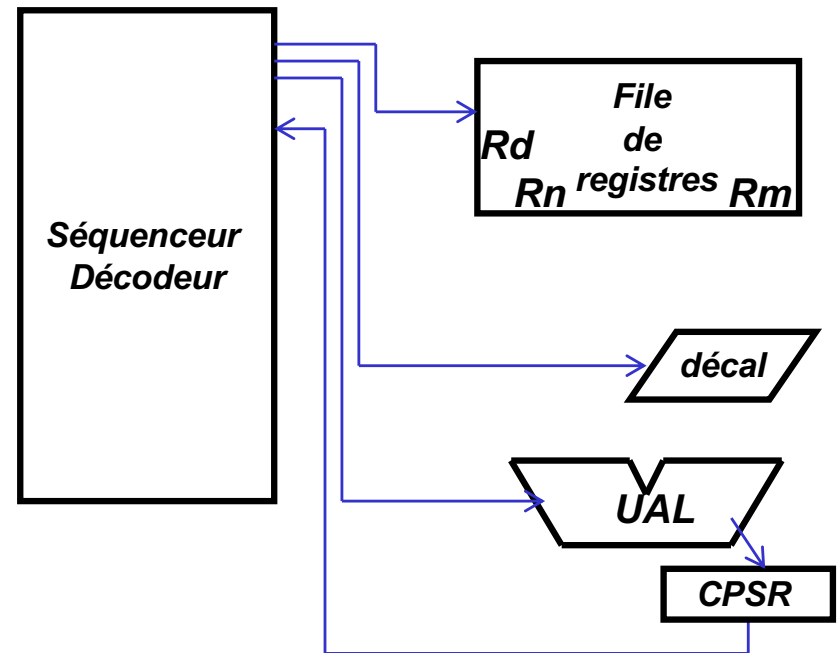 Séquenceur
Décodeur
File
de
registres
Rd
Rn
Rm
décal
UAL
CPSR